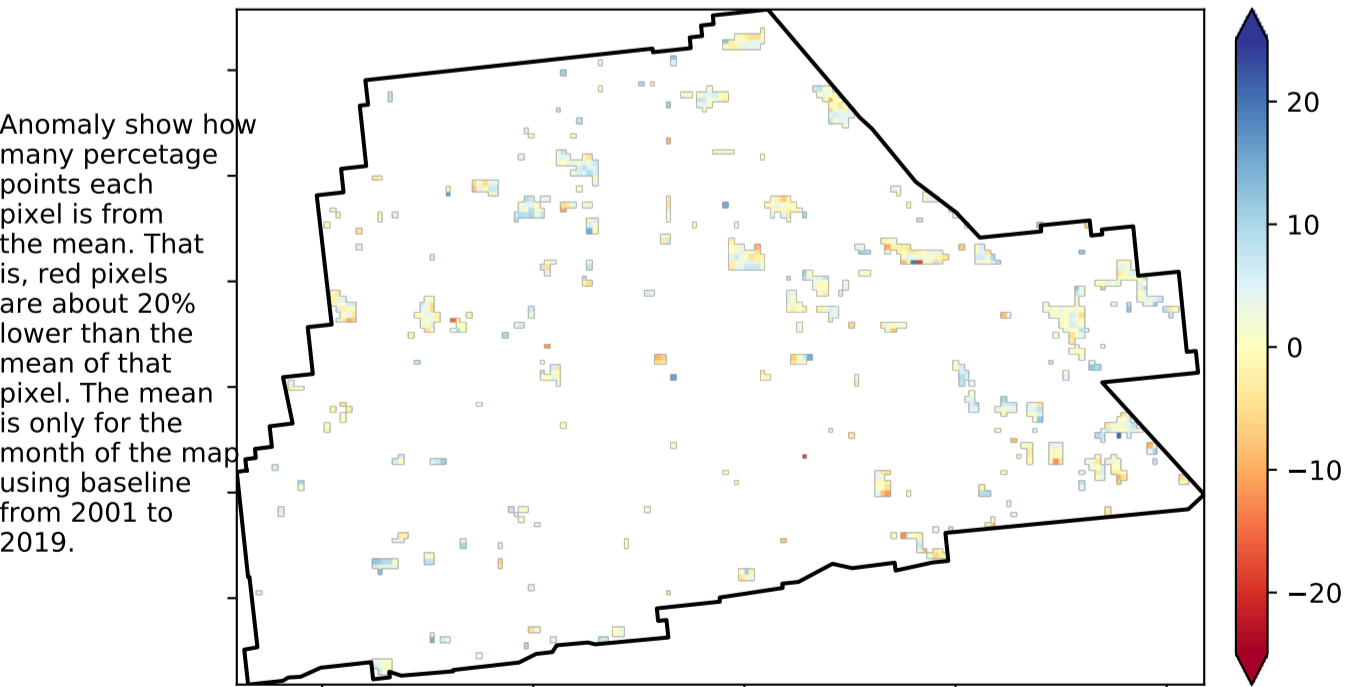 Anomaly show how
many percetage
points each
pixel is from
the mean. That
is, red pixels
are about 20%
lower than the
mean of that
pixel. The mean
is only for the
month of the map
using baseline
from 2001 to
2019.
20
10
0
−10
−20